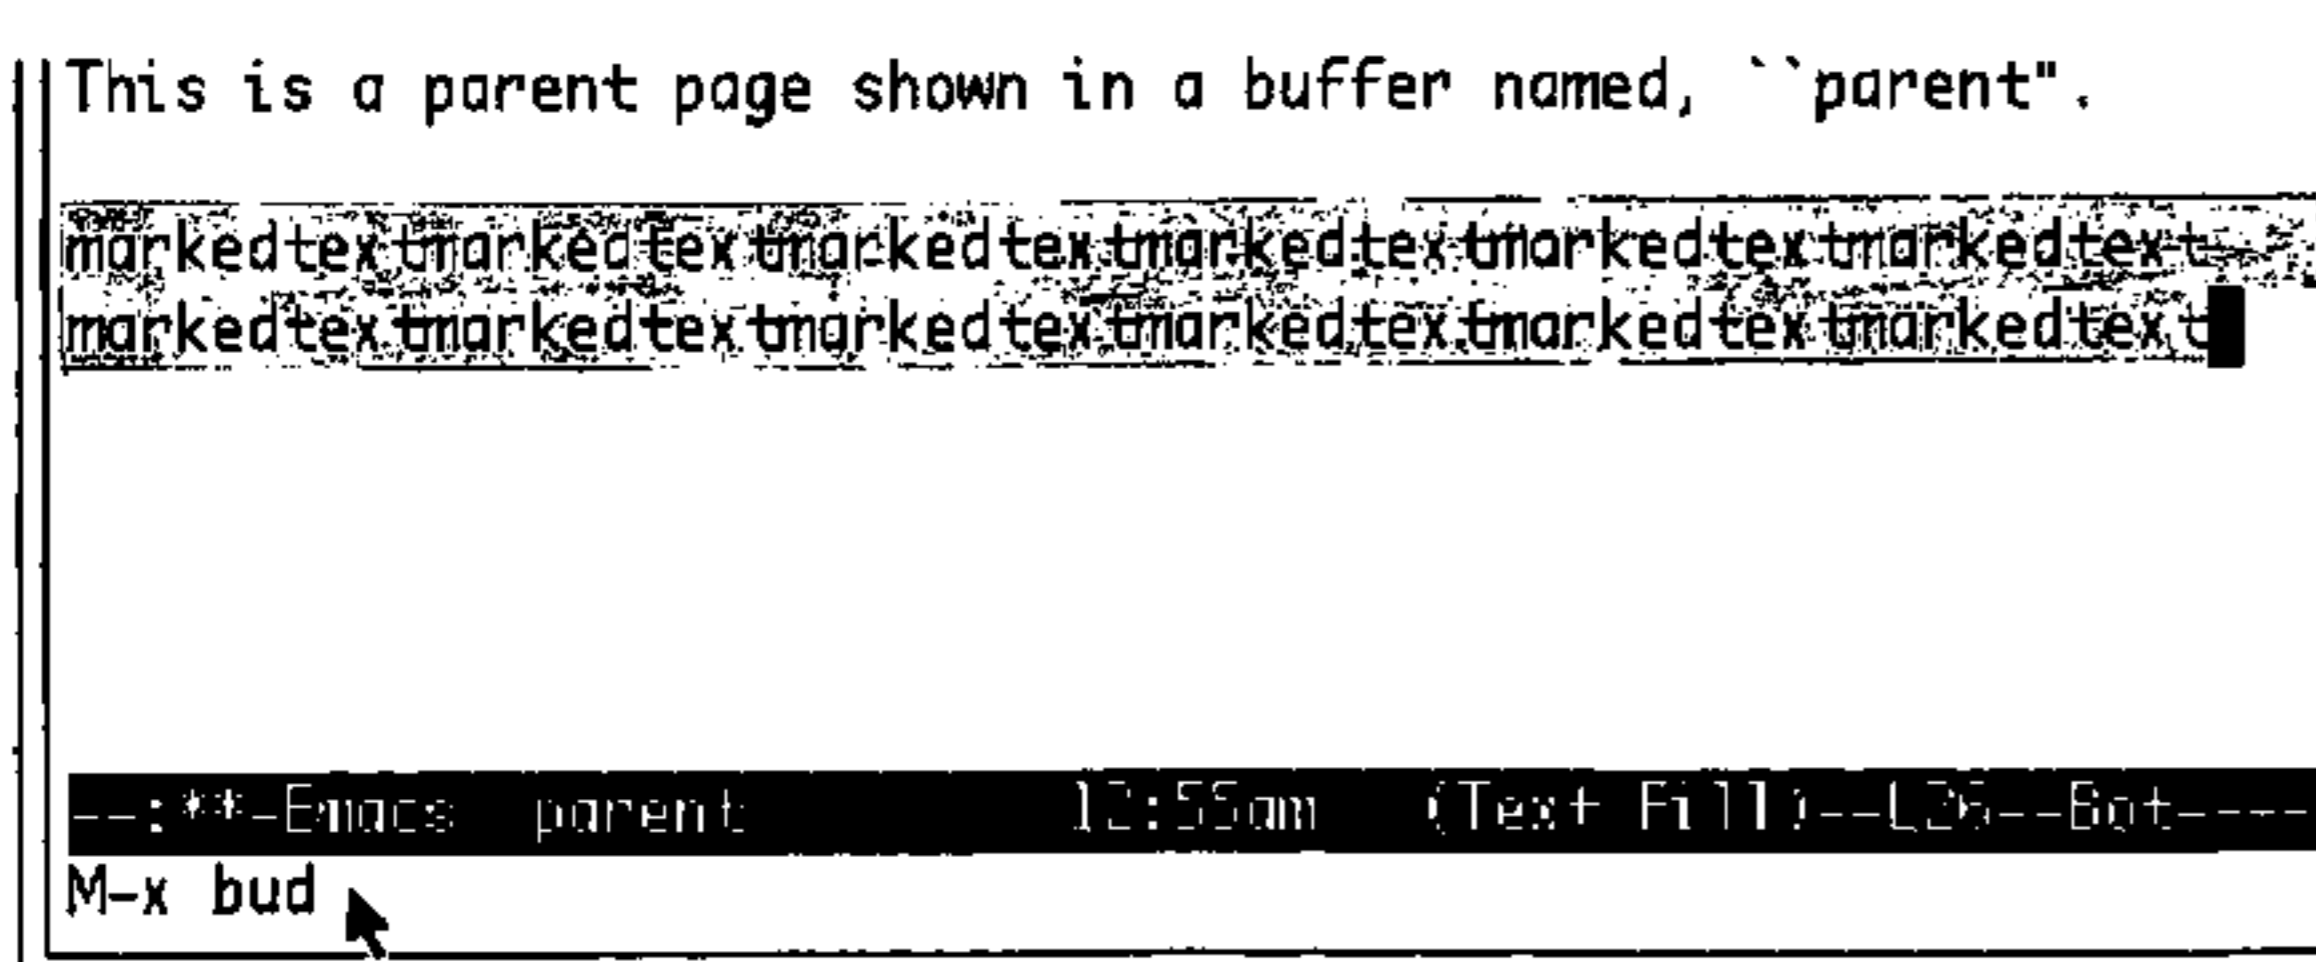 This is a parent page shown in a buffer named, ``parent".
markedtextmarkedtextmarkedtextmarkedtextmarkedtextmarkedtext
markedtextmarkedtextmarkedtextmarkedtextmarkedtextmarkedtext
--:**-Emacs  parent         12:55am   (Text Fill)--L26--Bot----
M-x bud